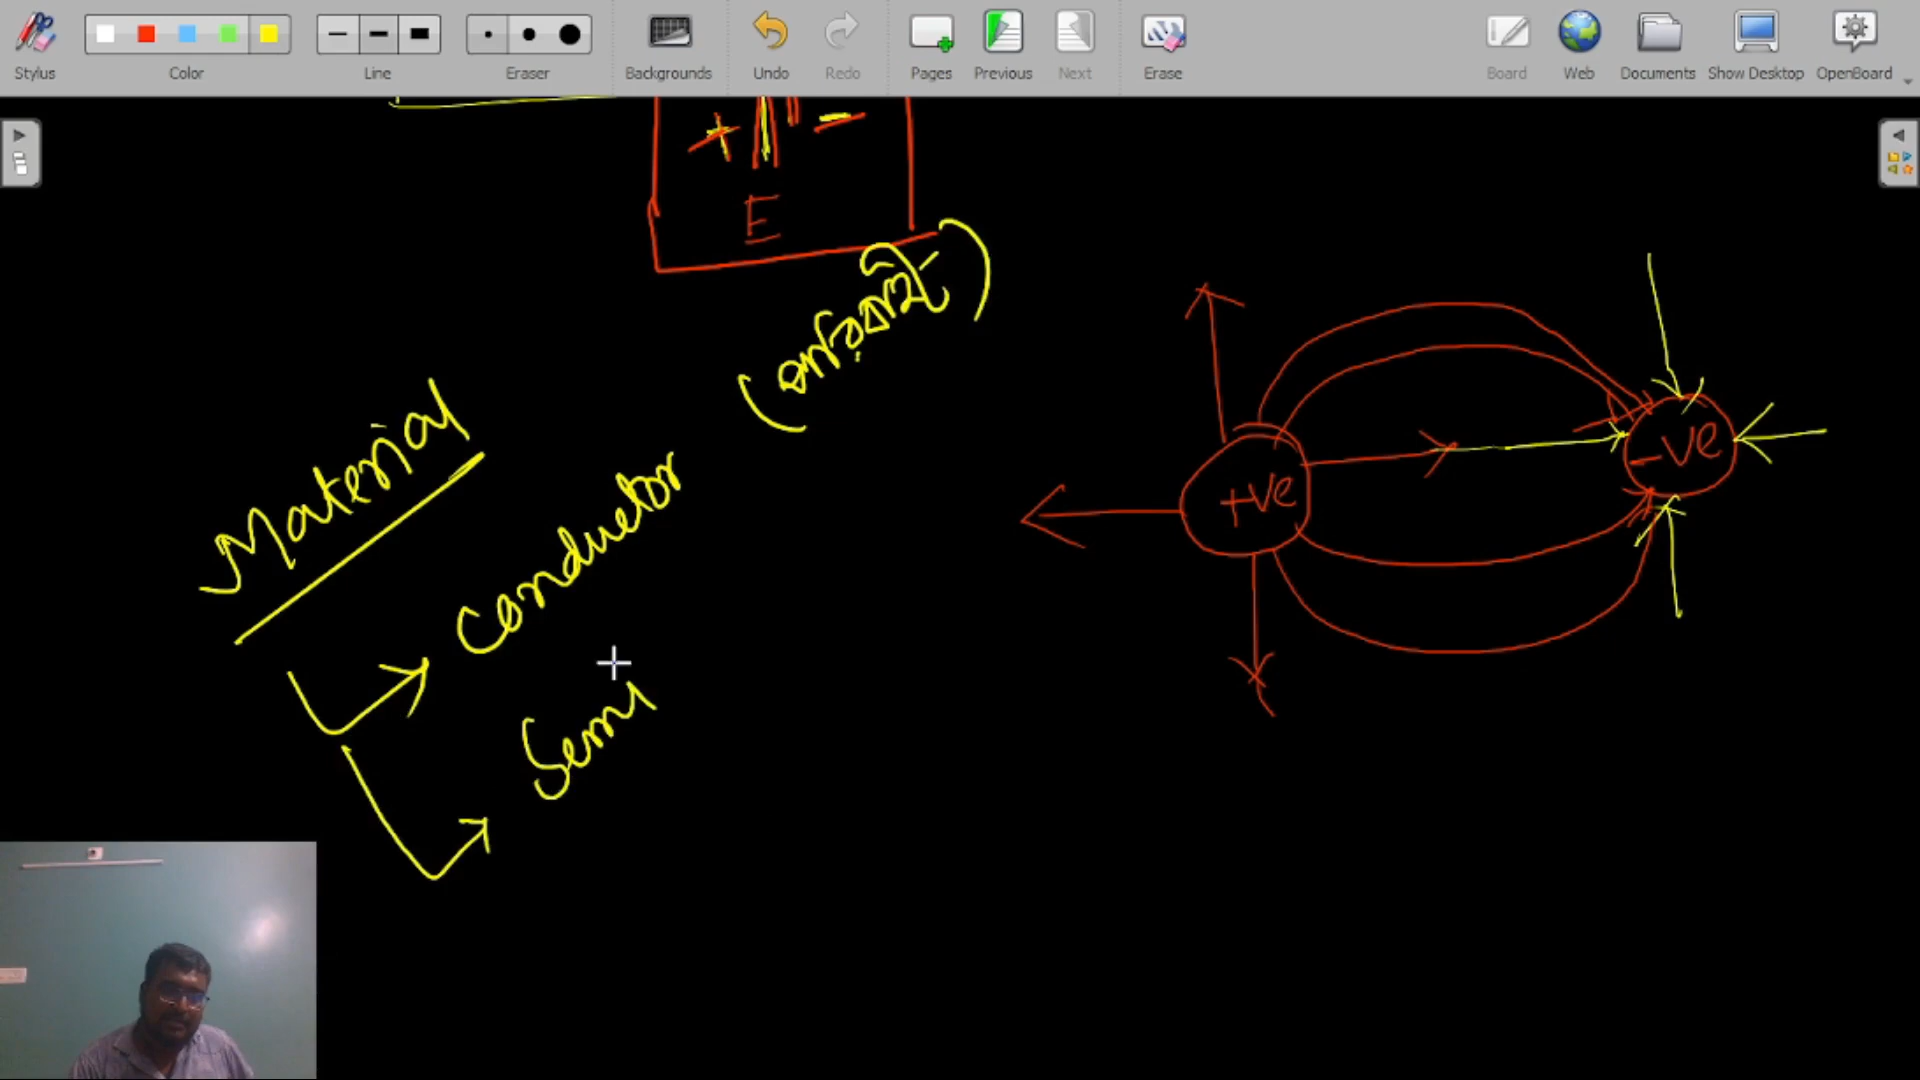 Stylus
Color
Line
Eraser
Backgrounds
Undo
Redo
Pages
Previous
Next
Erase
Board
Web
Documents
Show Desktop
OpenBoard
+ -
E
Material
Conductor
Semi
+ve
-ve